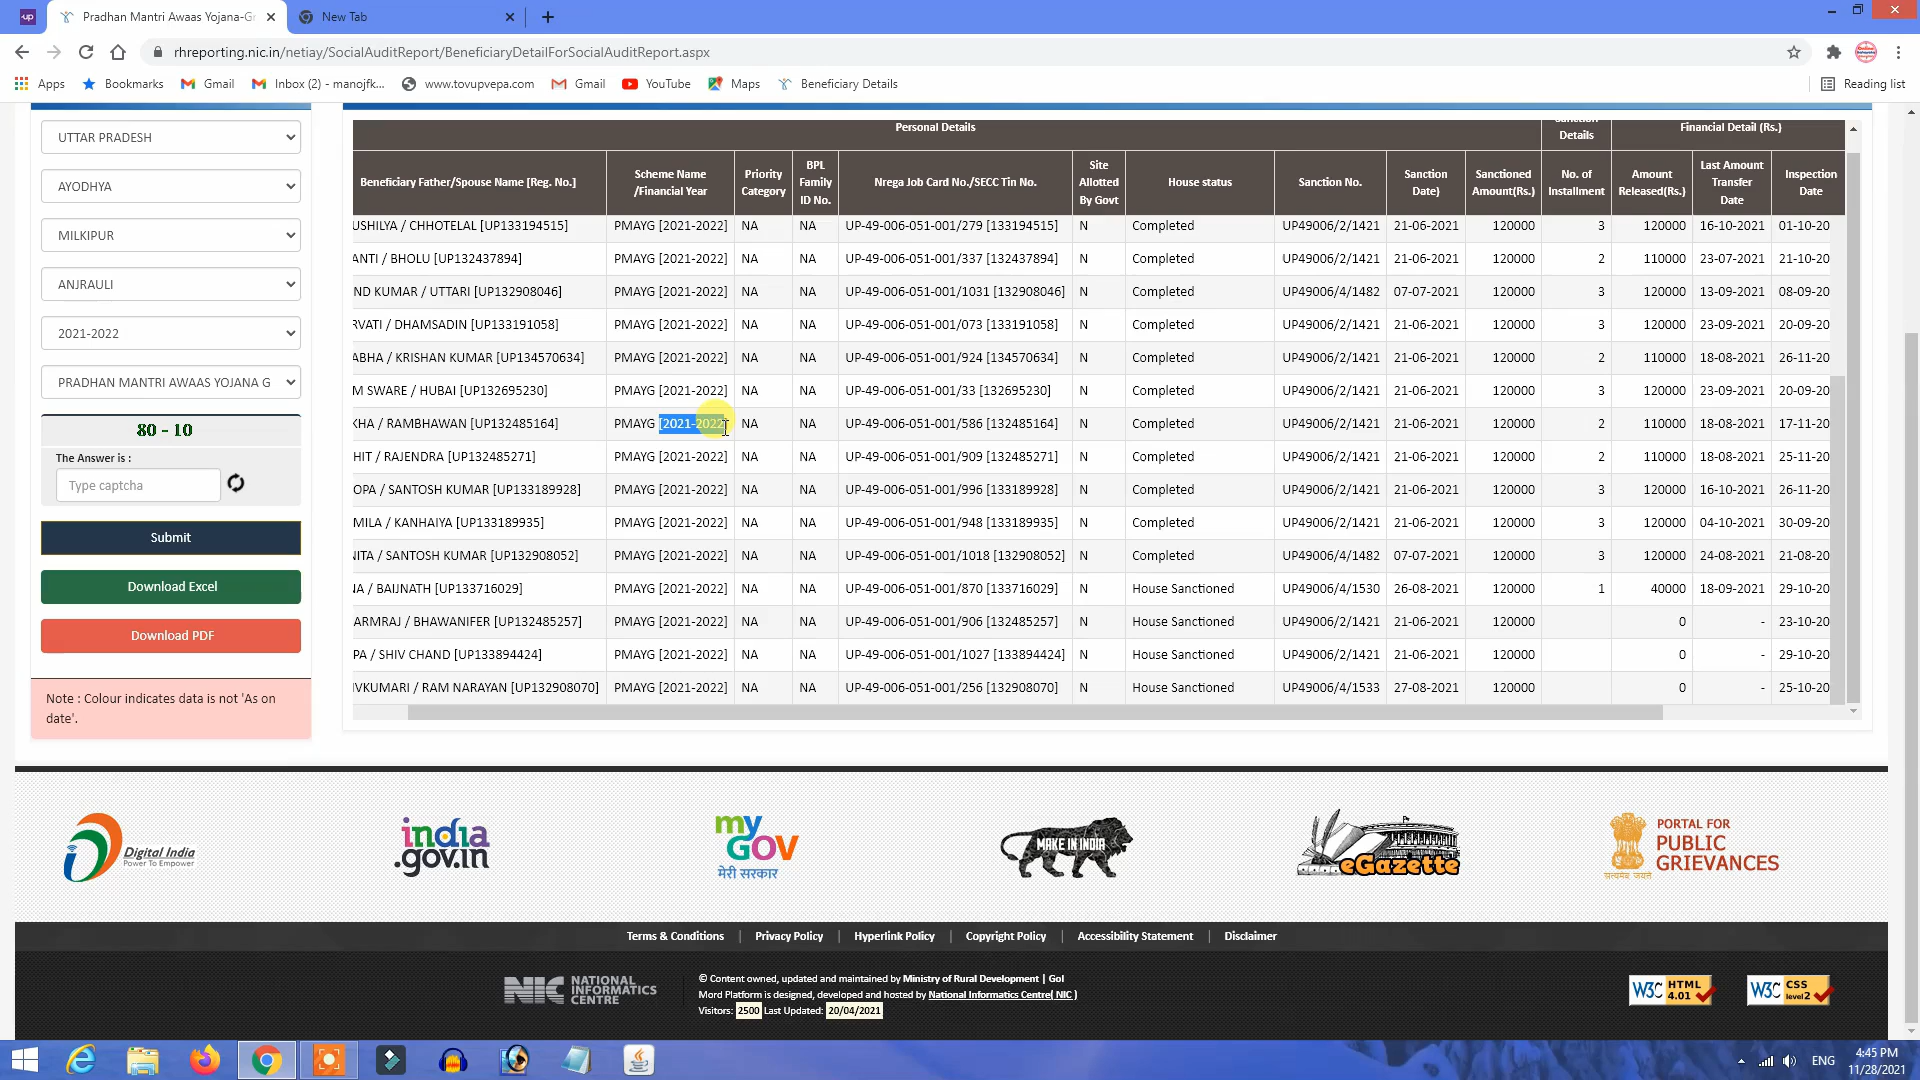 Pradhan Mantri Awaas Yojana-Gr
New Tab
rhreporting.nic.in/netiay/SocialAuditReport/BeneficiaryDetailForSocialAuditReport.aspx
Apps
Bookmarks
Gmail
Inbox (2) - manojfk...
www.tovupvepa.com
Gmail
YouTube
Maps
Beneficiary Details
Reading list
UTTAR PRADESH
AYODHYA
MILKIPUR
ANJRAULI
2021-2022
PRADHAN MANTRI AWAAS YOJANA G
80 - 10
The Answer is :
Type captcha
Submit
Download Excel
Download PDF
Note : Colour indicates data is not 'As on
date'.
Personal Details
Sanction
Details
Financial Detail (Rs.)
Beneficiary Father/Spouse Name [Reg. No.]
Scheme Name
/Financial Year
Priority
Category
BPL
Family
ID No.
Nrega Job Card No./SECC Tin No.
Site
Allotted
By Govt
House status
Sanction No.
Sanction
Date)
Sanctioned
Amount(Rs.)
No. of
Installment
Amount
Released(Rs.)
Last Amount
Transfer
Date
Inspection
Date
USHILYA / CHHOTELAL [UP133194515] PMAYG [2021-2022] NA NA UP-49-006-051-001/279 [133194515] N Completed UP49006/2/1421 21-06-2021 120000 3 120000 16-10-2021 01-10-20
ANTI / BHOLU [UP132437894] PMAYG [2021-2022] NA NA UP-49-006-051-001/337 [132437894] N Completed UP49006/2/1421 21-06-2021 120000 2 110000 23-07-2021 21-10-20
ND KUMAR / UTTARI [UP132908046] PMAYG [2021-2022] NA NA UP-49-006-051-001/1031 [132908046] N Completed UP49006/4/1482 07-07-2021 120000 3 120000 13-09-2021 08-09-20
RVATI / DHAMSADIN [UP133191058] PMAYG [2021-2022] NA NA UP-49-006-051-001/073 [133191058] N Completed UP49006/2/1421 21-06-2021 120000 3 120000 23-09-2021 20-09-20
ABHA / KRISHAN KUMAR [UP134570634] PMAYG [2021-2022] NA NA UP-49-006-051-001/924 [134570634] N Completed UP49006/2/1421 21-06-2021 120000 2 110000 18-08-2021 26-11-20
M SWARE / HUBAI [UP132695230] PMAYG [2021-2022] NA NA UP-49-006-051-001/33 [132695230] N Completed UP49006/2/1421 21-06-2021 120000 3 120000 23-09-2021 20-09-20
KHA / RAMBHAWAN [UP132485164] PMAYG [2021-2022] NA NA UP-49-006-051-001/586 [132485164] N Completed UP49006/2/1421 21-06-2021 120000 2 110000 18-08-2021 17-11-20
HIT / RAJENDRA [UP132485271] PMAYG [2021-2022] NA NA UP-49-006-051-001/909 [132485271] N Completed UP49006/2/1421 21-06-2021 120000 2 110000 18-08-2021 25-11-20
OPA / SANTOSH KUMAR [UP133189928] PMAYG [2021-2022] NA NA UP-49-006-051-001/996 [133189928] N Completed UP49006/2/1421 21-06-2021 120000 3 120000 16-10-2021 26-11-20
MILA / KANHAIYA [UP133189935] PMAYG [2021-2022] NA NA UP-49-006-051-001/948 [133189935] N Completed UP49006/2/1421 21-06-2021 120000 3 120000 04-10-2021 30-09-20
NITA / SANTOSH KUMAR [UP132908052] PMAYG [2021-2022] NA NA UP-49-006-051-001/1018 [132908052] N Completed UP49006/4/1482 07-07-2021 120000 3 120000 24-08-2021 21-08-20
NA / BAIJNATH [UP133716029] PMAYG [2021-2022] NA NA UP-49-006-051-001/870 [133716029] N House Sanctioned UP49006/4/1530 26-08-2021 120000 1 40000 18-09-2021 29-10-20
ARMRAJ / BHAWANIFER [UP132485257] PMAYG [2021-2022] NA NA UP-49-006-051-001/906 [132485257] N House Sanctioned UP49006/2/1421 21-06-2021 120000 0 - 23-10-20
PA / SHIV CHAND [UP133894424] PMAYG [2021-2022] NA NA UP-49-006-051-001/1027 [133894424] N House Sanctioned UP49006/2/1421 21-06-2021 120000 0 - 29-10-20
IVKUMARI / RAM NARAYAN [UP132908070] PMAYG [2021-2022] NA NA UP-49-006-051-001/256 [132908070] N House Sanctioned UP49006/4/1533 27-08-2021 120000 0 - 25-10-20
Digital India
Power To Empower
india
.gov.in
my
GOV
मेरी सरकार
MAKE IN INDIA
eGazette
सत्यमेव जयते
PORTAL FOR
PUBLIC
GRIEVANCES
Terms & Conditions | Privacy Policy | Hyperlink Policy | Copyright Policy | Accessibility Statement | Disclaimer
NIC NATIONAL
INFORMATICS
CENTRE
© Content owned, updated and maintained by Ministry of Rural Development | GoI
Mord Platform is designed, developed and hosted by National Informatics Centre( NIC )
Visitors: 2500 Last Updated: 20/04/2021
W3C HTML
4.01
W3C CSS
level 2
ENG
4:45 PM
11/28/2021